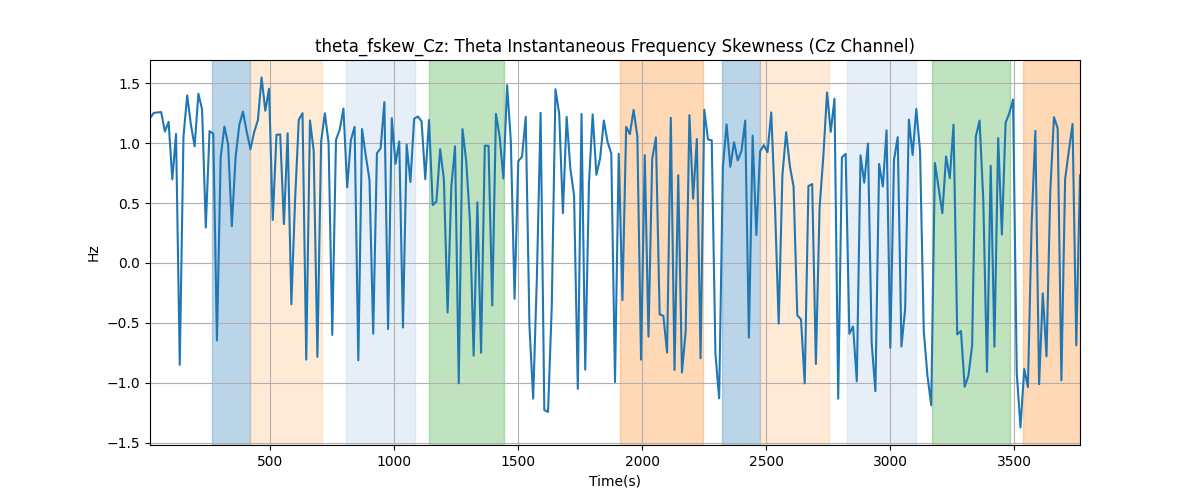 theta_fskew_Cz: Theta Instantaneous Frequency Skewness (Cz Channel)
1.5
1.0
0.5
0.0
−0.5
−1.0
−1.5
Hz
500 1000 1500 2000 2500 3000 3500
Time(s)